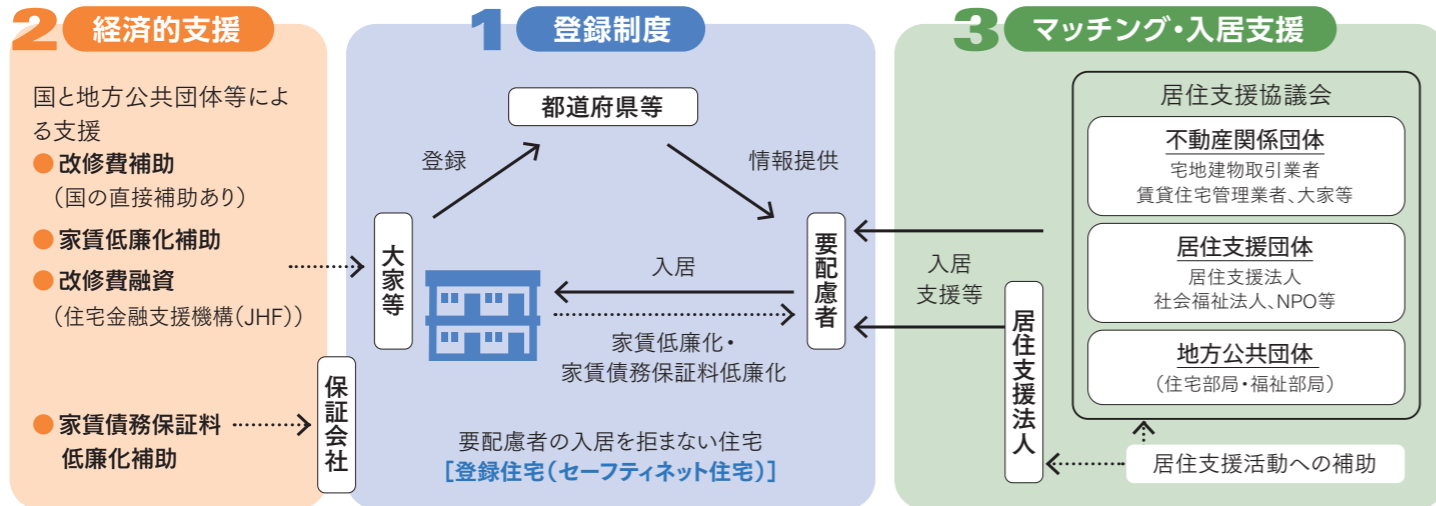 2 経済的支援
国と地方公共団体等によ
る支援
● 改修費補助
（国の直接補助あり）
● 家賃低廉化補助
● 改修費融資
（住宅金融支援機構（JHF））
● 家賃債務保証料
低廉化補助
保証会社
1 登録制度
都道府県等
登録
情報提供
大家等
要配慮者
入居
家賃低廉化・
家賃債務保証料低廉化
要配慮者の入居を拒まない住宅
［登録住宅（セーフティネット住宅）］
3 マッチング・入居支援
入居
支援等
居住支援法人
居住支援協議会
不動産関係団体
宅地建物取引業者
賃貸住宅管理業者、大家等
居住支援団体
居住支援法人
社会福祉法人、NPO等
地方公共団体
（住宅部局・福祉部局）
居住支援活動への補助